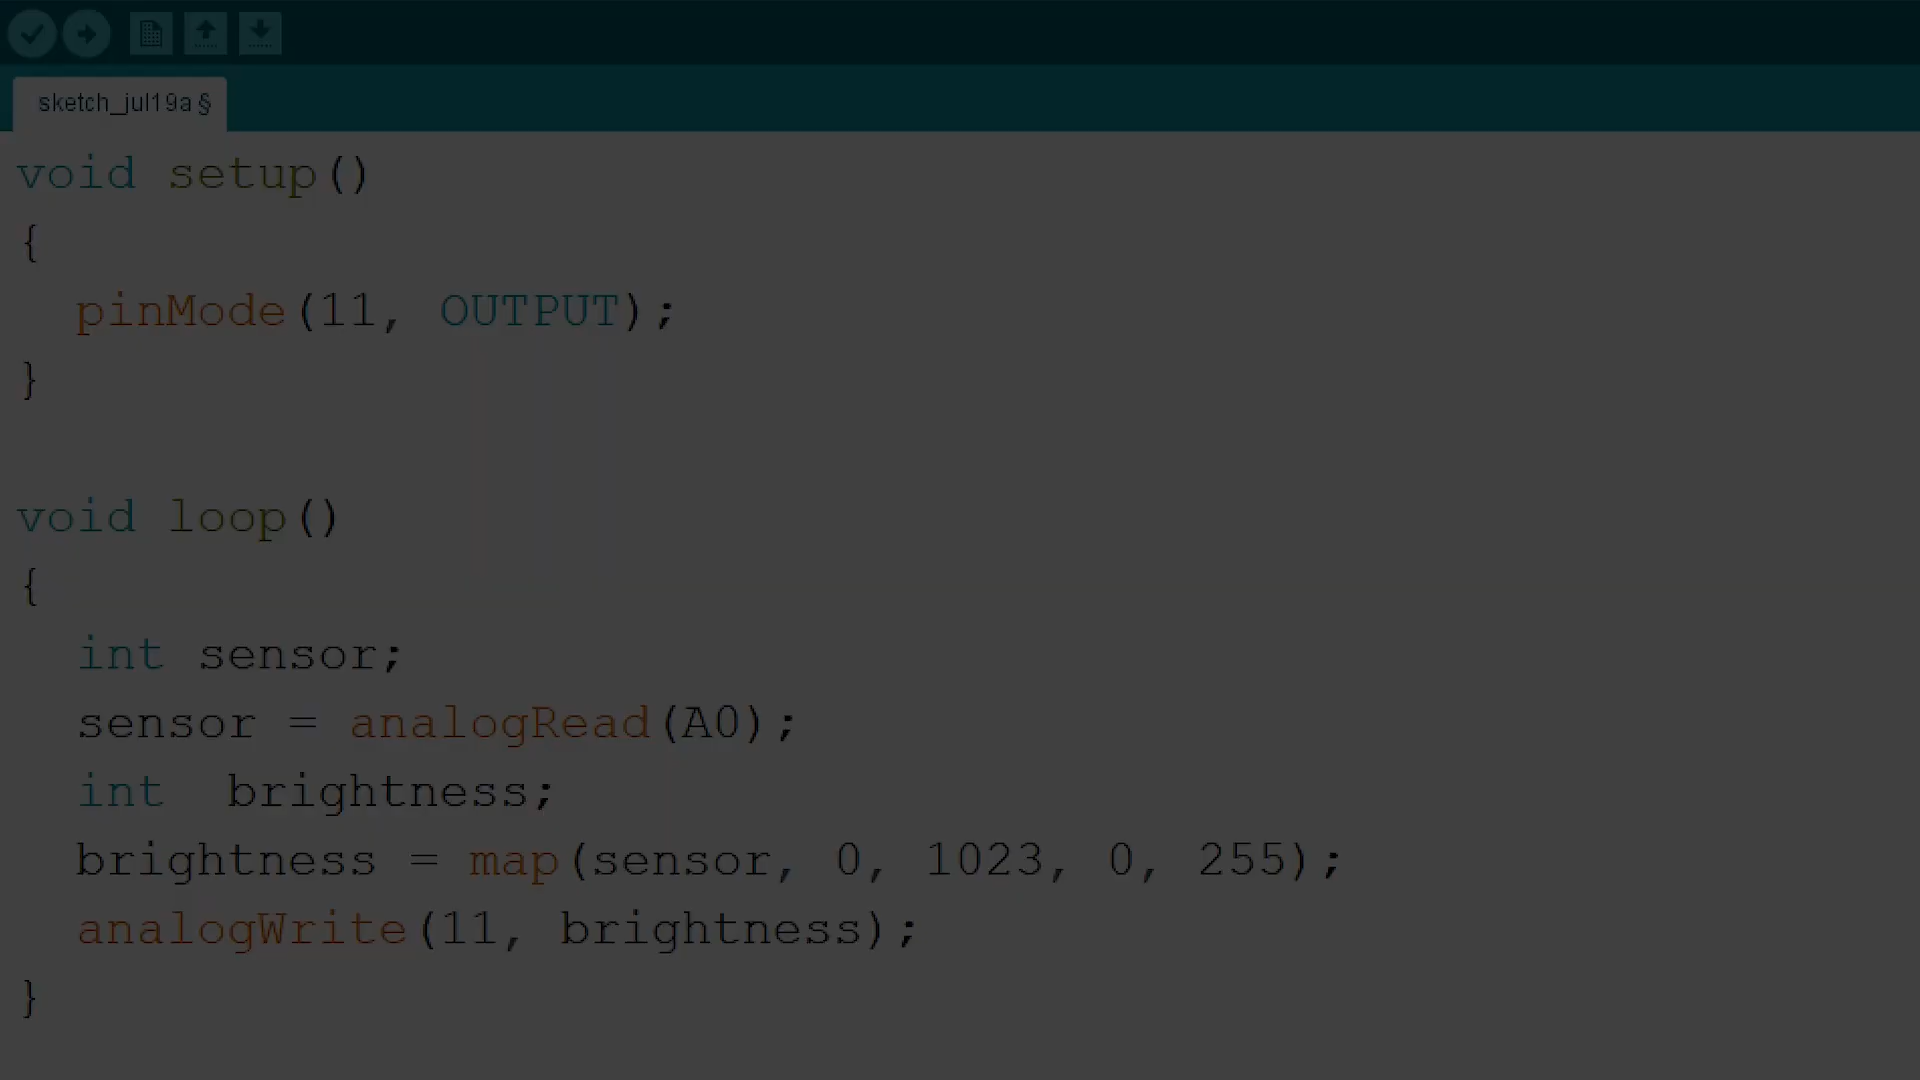 sketch_jul19a §
void setup()
{
pinMode(11, OUTPUT);
}
void loop()
{
int sensor;
sensor = analogRead(A0);
int  brightness;
brightness = map(sensor, 0, 1023, 0, 255);
analogWrite(11, brightness);
}